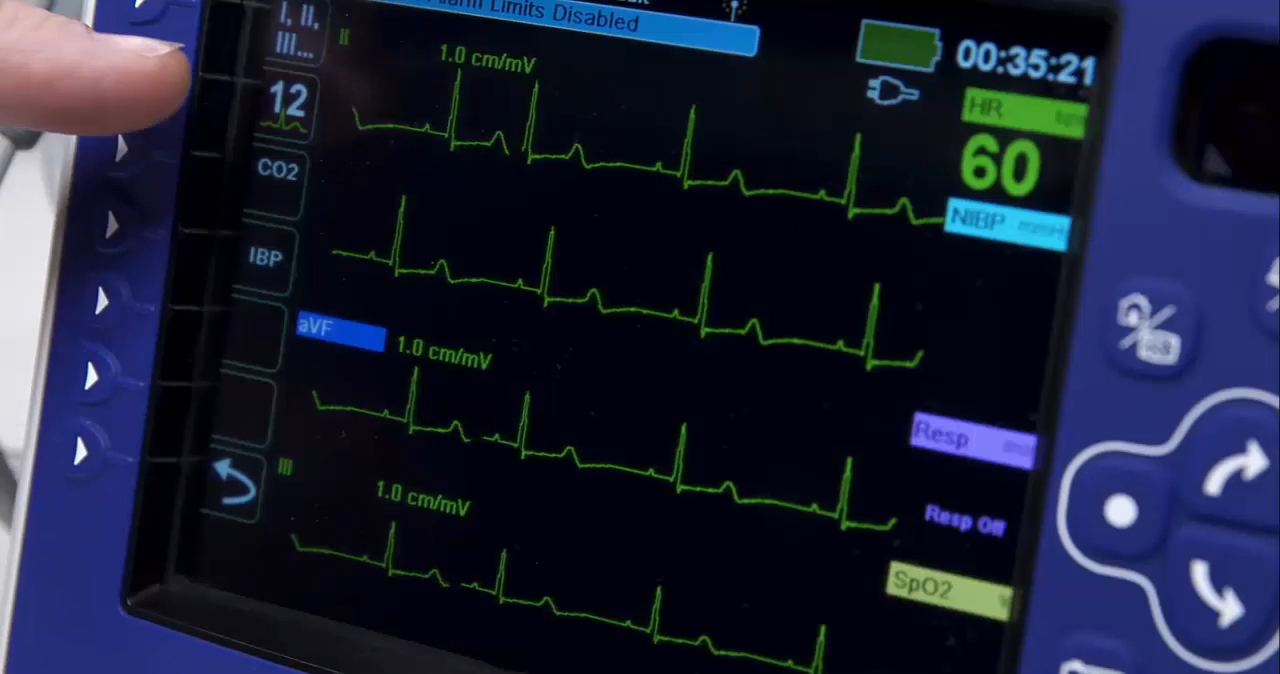 Limits Disabled
00:35:21
I, II,
III...
II
1.0 cm/mV
HR
12
60
CO2
NIBP mmHg
IBP
aVF
1.0 cm/mV
Resp
III
1.0 cm/mV
Resp Off
SpO2